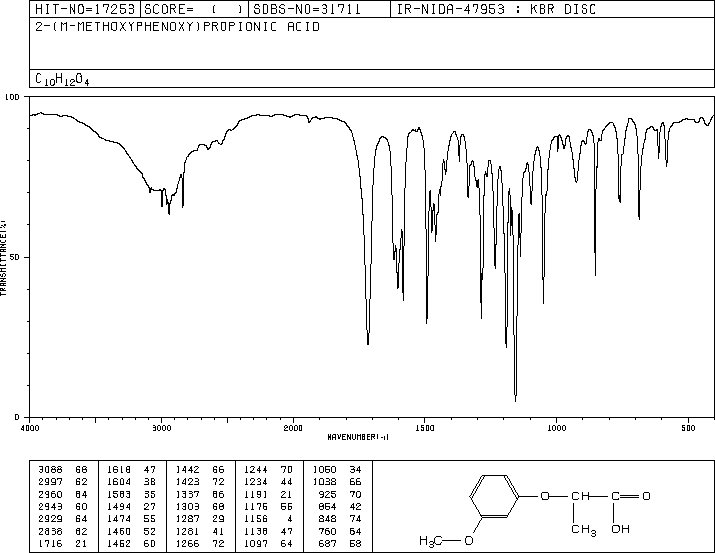 HIT-NO=17253 SCORE= ( ) SDBS-NO=31711 IR-NIDA-47953 : KBR DISC
2-(M-METHOXYPHENOXY)PROPIONIC ACID
C10H12O4
100
50
0
TRANSMITTANCE(%)
4000 3000 2000 1500 1000 500
WAVENUMBER(-1)
3088 68 1618 47 1442 66 1244 70 1050 34
2997 62 1604 38 1423 72 1234 44 1038 66
2960 64 1583 35 1337 86 1191 21 925 70
2943 60 1494 27 1303 68 1176 55 854 42
2929 64 1474 55 1287 29 1156 4 848 74
2838 62 1460 52 1281 41 1138 47 760 64
1716 21 1452 60 1266 72 1097 64 687 58
O CH C O
CH3 OH
H3C O